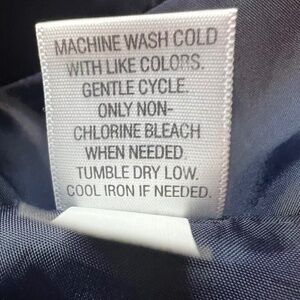 MACHINE WASH COLD
WITH LIKE COLORS.
GENTLE CYCLE.
ONLY NON-
CHLORINE BLEACH
WHEN NEEDED.
TUMBLE DRY LOW.
COOL IRON IF NEEDED.